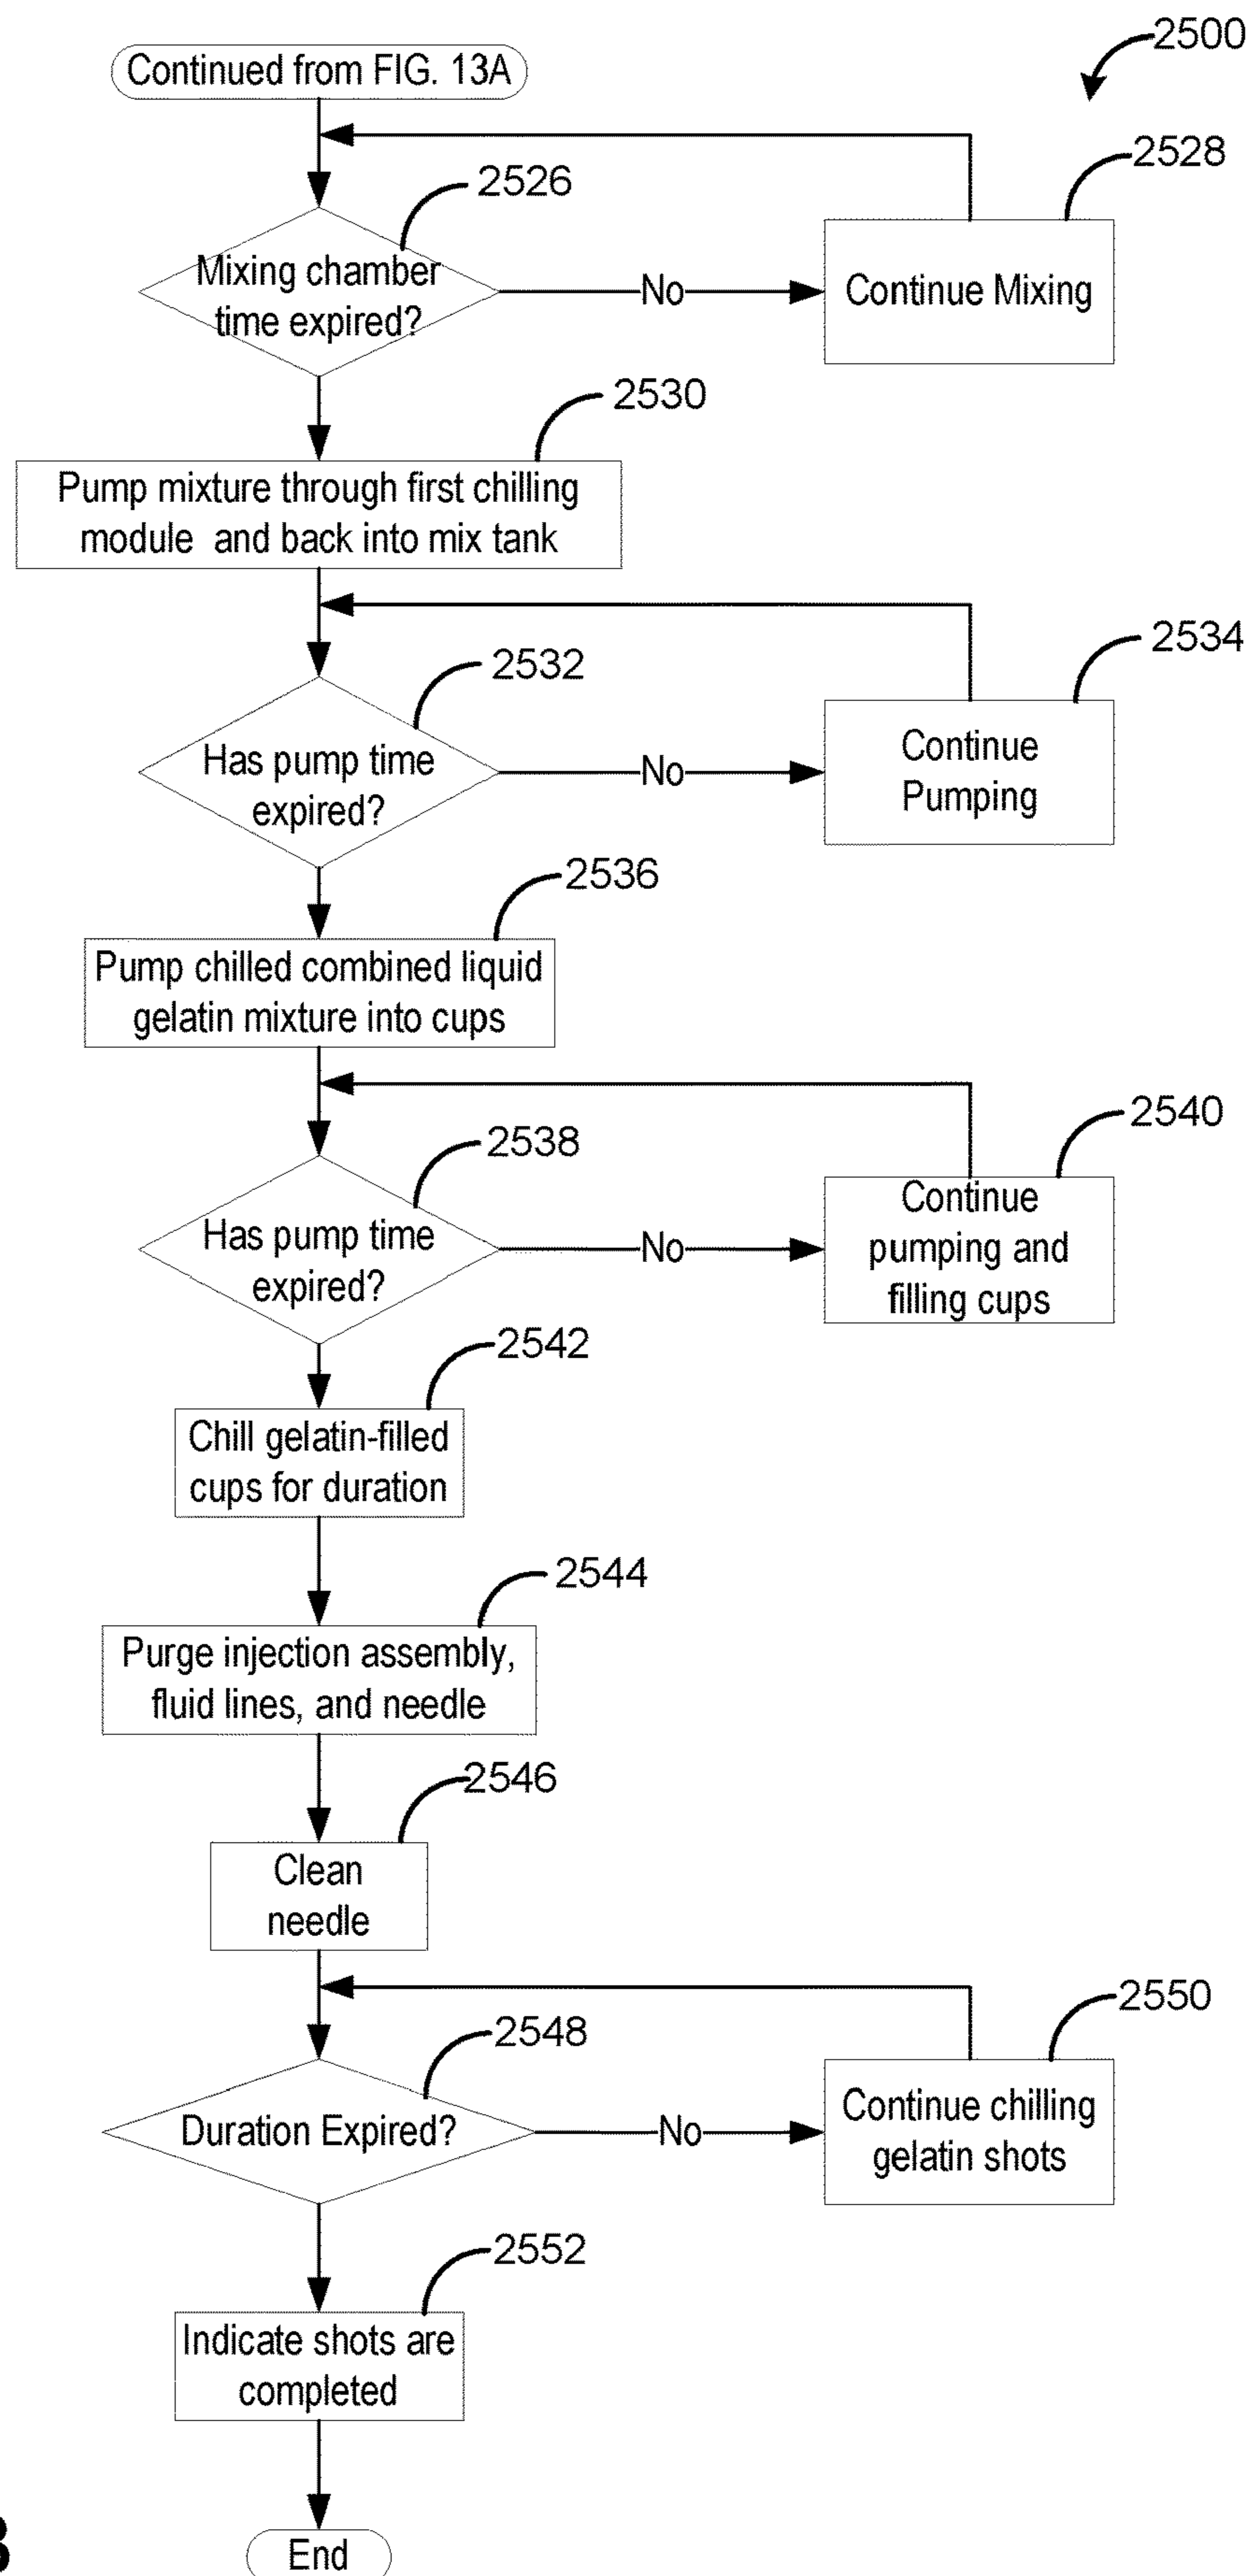 Continued from FIG. 13A
2500
2526
2528
Mixing chamber
time expired?
No
Continue Mixing
2530
Pump mixture through first chilling
module and back into mix tank
2532
2534
Has pump time
expired?
No
Continue
Pumping
2536
Pump chilled combined liquid
gelatin mixture into cups
2538
2540
Has pump time
expired?
No
Continue
pumping and
filling cups
2542
Chill gelatin-filled
cups for duration
2544
Purge injection assembly,
fluid lines, and needle
2546
Clean
needle
2548
2550
Duration Expired?
No
Continue chilling
gelatin shots
2552
Indicate shots are
completed
End